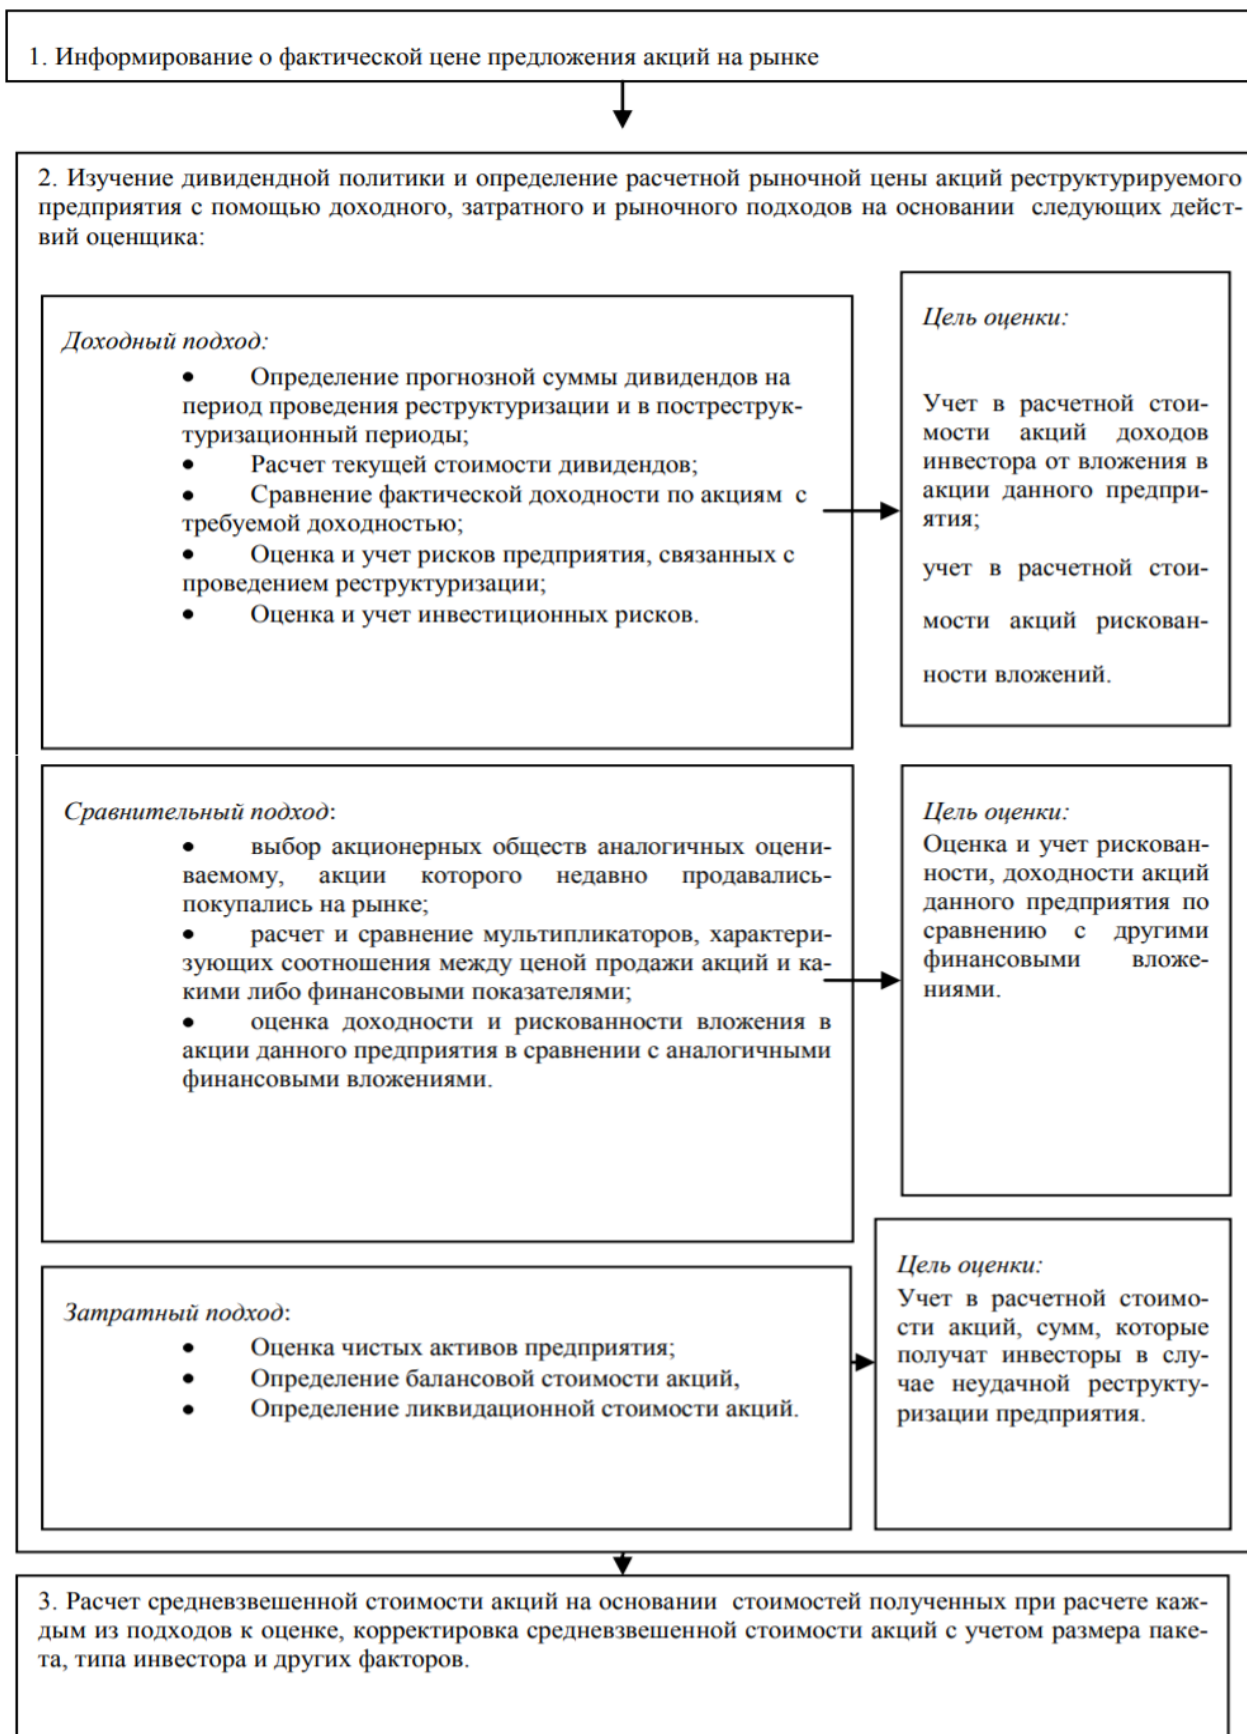 1. Информирование о фактической цене предложения акций на рынке
2. Изучение дивидендной политики и определение расчетной рыночной цены акций реструктурируемого
предприятия с помощью доходного, затратного и рыночного подходов на основании следующих дейст-
вий оценщика:
Доходный подход:
• Определение прогнозной суммы дивидендов на
период проведения реструктуризации и в постреструк-
туризационный периоды;
• Расчет текущей стоимости дивидендов;
• Сравнение фактической доходности по акциям с
требуемой доходностью;
• Оценка и учет рисков предприятия, связанных с
проведением реструктуризации;
• Оценка и учет инвестиционных рисков.
Цель оценки:
Учет в расчетной стои-
мости акций доходов
инвестора от вложения в
акции данного предпри-
ятия;
учет в расчетной стои-
мости акций рискован-
ности вложений.
Сравнительный подход:
• выбор акционерных обществ аналогичных оцени-
ваемому, акции которого недавно продавались-
покупались на рынке;
• расчет и сравнение мультипликаторов, характери-
зующих соотношения между ценой продажи акций и ка-
кими либо финансовыми показателями;
• оценка доходности и рискованности вложения в
акции данного предприятия в сравнении с аналогичными
финансовыми вложениями.
Цель оценки:
Оценка и учет рискован-
ности, доходности акций
данного предприятия по
сравнению с другими
финансовыми вложе-
ниями.
Затратный подход:
• Оценка чистых активов предприятия;
• Определение балансовой стоимости акций,
• Определение ликвидационной стоимости акций.
Цель оценки:
Учет в расчетной стоимо-
сти акций, сумм, которые
получат инвесторы в слу-
чае неудачной реструкту-
ризации предприятия.
3. Расчет средневзвешенной стоимости акций на основании стоимостей полученных при расчете каж-
дым из подходов к оценке, корректировка средневзвешенной стоимости акций с учетом размера паке-
та, типа инвестора и других факторов.